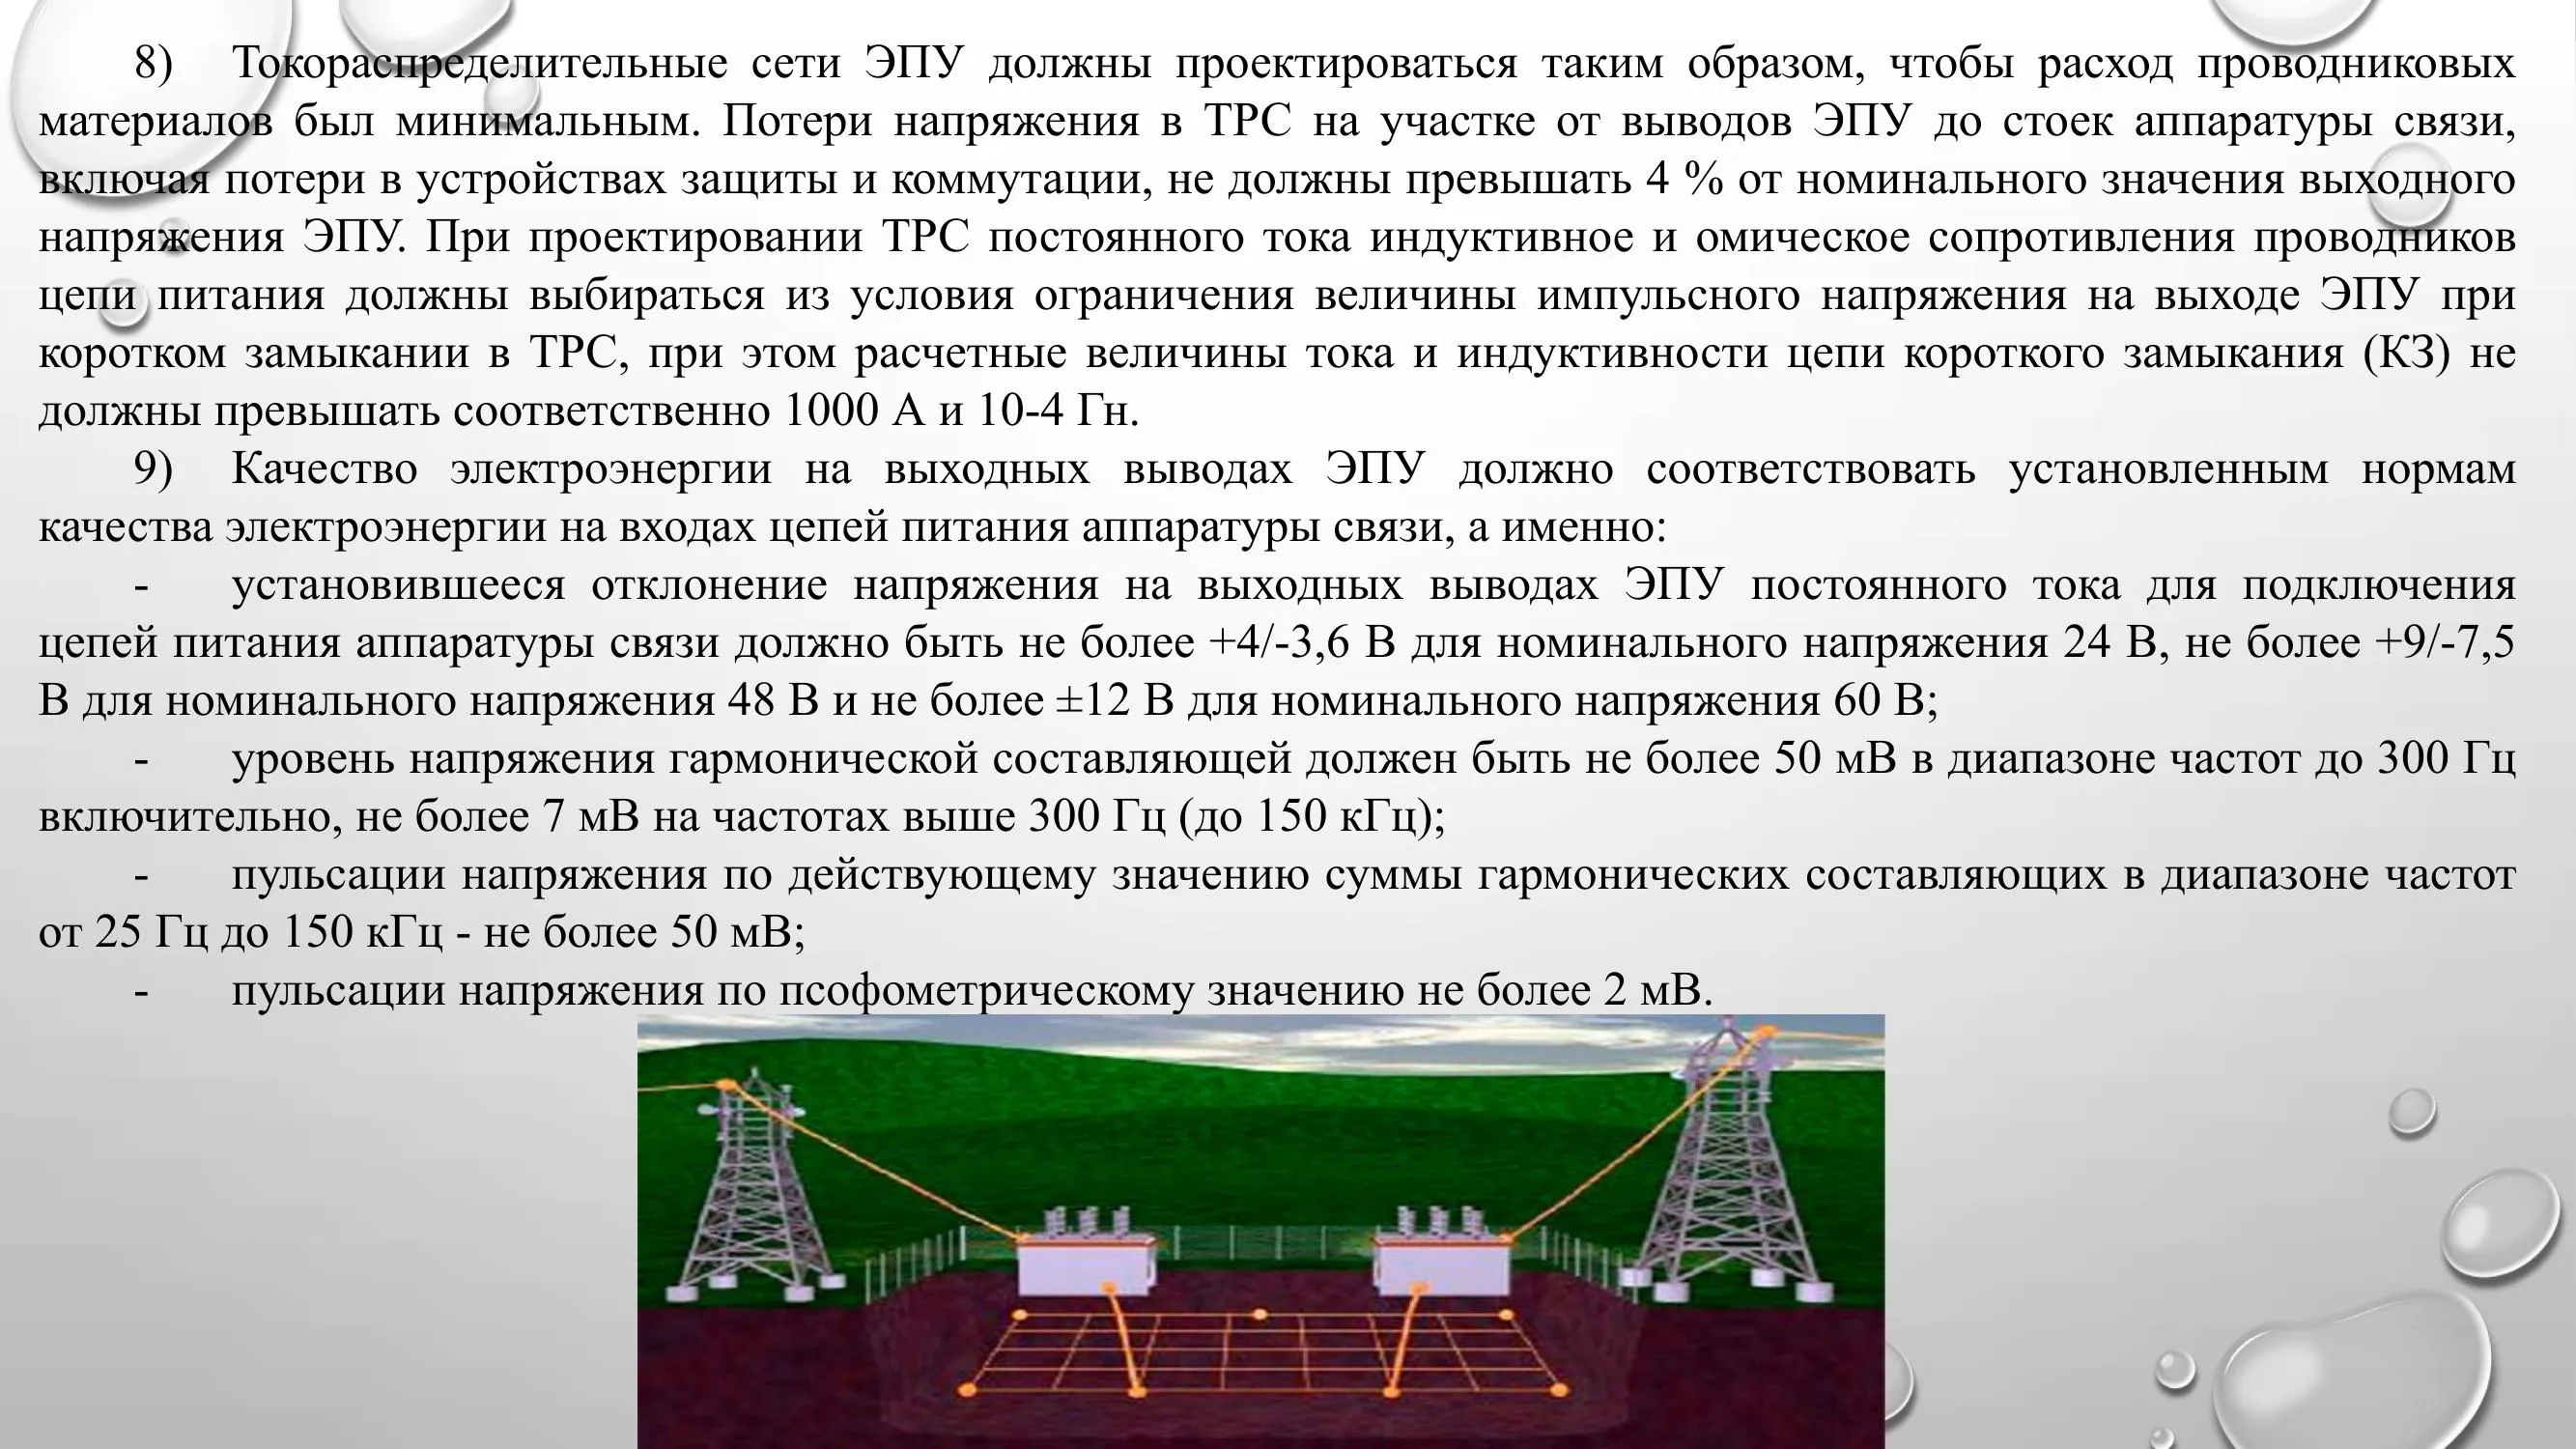 8) Токораспределительные сети ЭПУ должны проектироваться таким образом, чтобы расход проводниковых
материалов был минимальным. Потери напряжения в ТРС на участке от выводов ЭПУ до стоек аппаратуры связи,
включая потери в устройствах защиты и коммутации, не должны превышать 4 % от номинального значения выходного
напряжения ЭПУ. При проектировании ТРС постоянного тока индуктивное и омическое сопротивления проводников
цепи питания должны выбираться из условия ограничения величины импульсного напряжения на выходе ЭПУ при
коротком замыкании в ТРС, при этом расчетные величины тока и индуктивности цепи короткого замыкания (КЗ) не
должны превышать соответственно 1000 А и 10-4 Гн.
9) Качество электроэнергии на выходных выводах ЭПУ должно соответствовать установленным нормам
качества электроэнергии на входах цепей питания аппаратуры связи, а именно:
- установившееся отклонение напряжения на выходных выводах ЭПУ постоянного тока для подключения
цепей питания аппаратуры связи должно быть не более +4/-3,6 В для номинального напряжения 24 В, не более +9/-7,5
В для номинального напряжения 48 В и не более ±12 В для номинального напряжения 60 В;
- уровень напряжения гармонической составляющей должен быть не более 50 мВ в диапазоне частот до 300 Гц
включительно, не более 7 мВ на частотах выше 300 Гц (до 150 кГц);
- пульсации напряжения по действующему значению суммы гармонических составляющих в диапазоне частот
от 25 Гц до 150 кГц - не более 50 мВ;
- пульсации напряжения по псофометрическому значению не более 2 мВ.